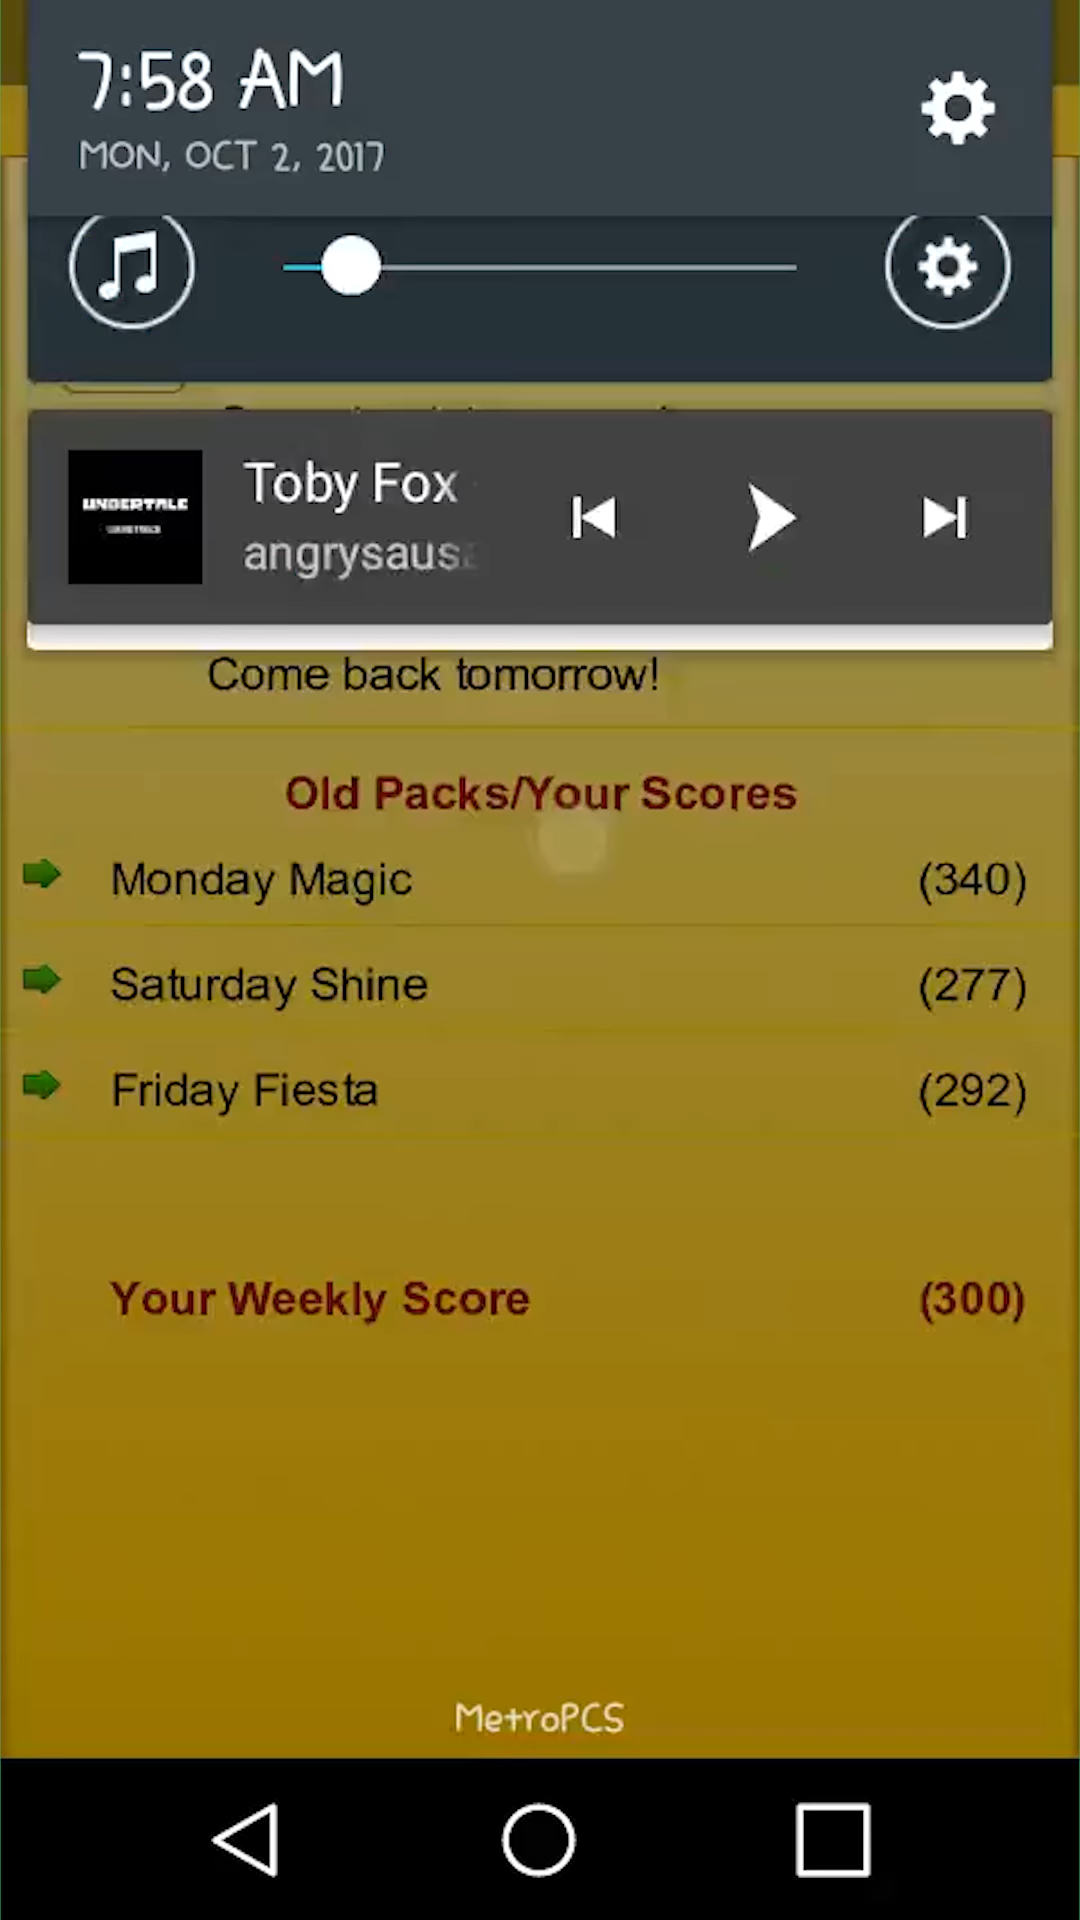 7:58 AM
MON, OCT 2, 2017
UNDERTALE
Toby Fox
angrysaus
Come back tomorrow!
Old Packs/Your Scores
Monday Magic (340)
Saturday Shine (277)
Friday Fiesta (292)
Your Weekly Score (300)
MetroPCS